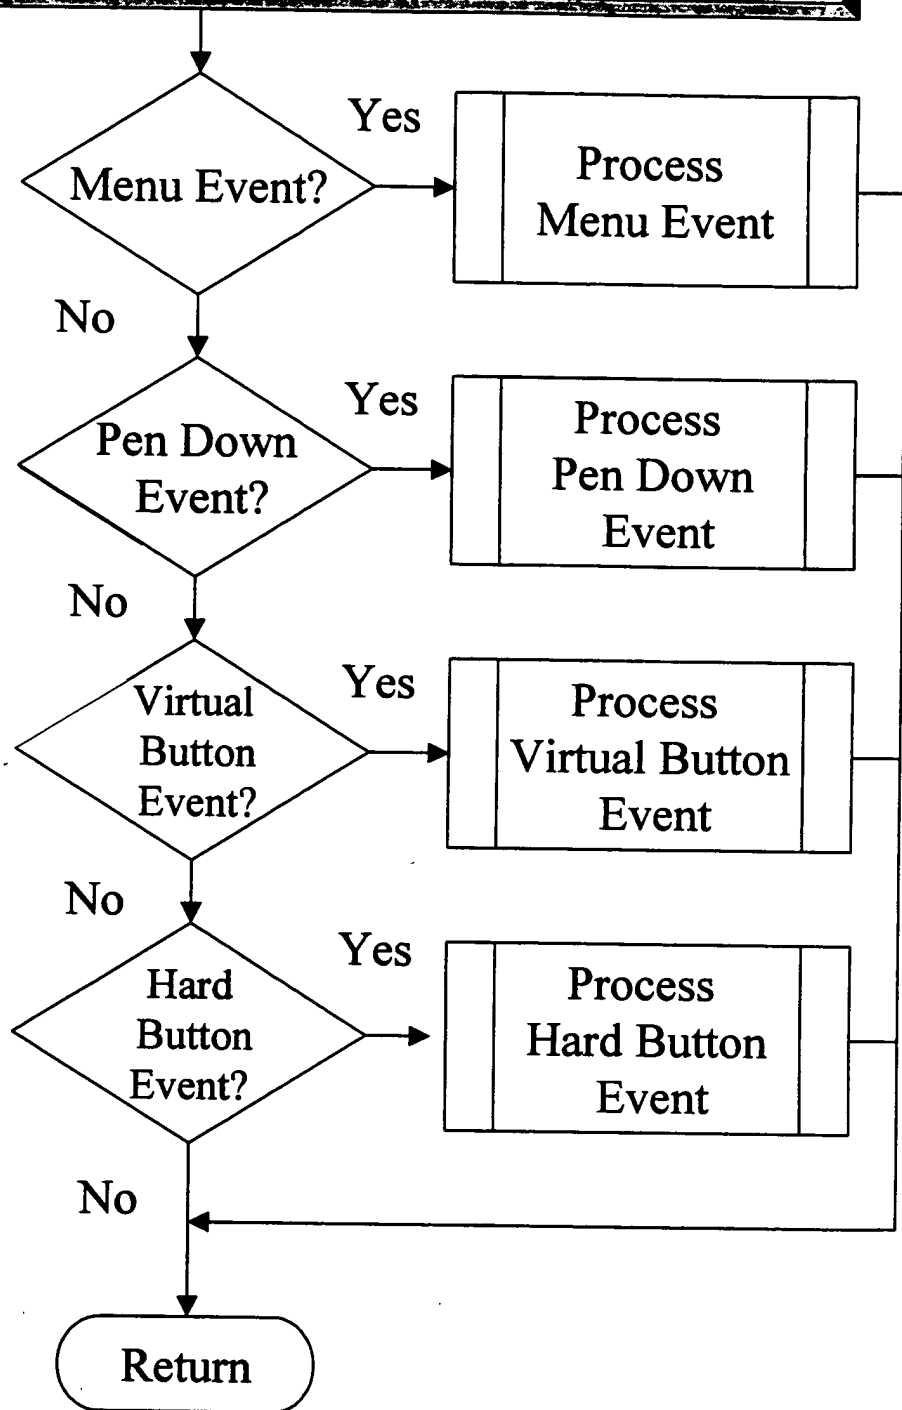 Yes
Menu Event?
Process
Menu Event
No
Yes
Pen Down
Event?
Process
Pen Down
Event
No
Yes
Virtual
Button
Event?
Process
Virtual Button
Event
No
Yes
Hard
Button
Event?
Process
Hard Button
Event
No
Return